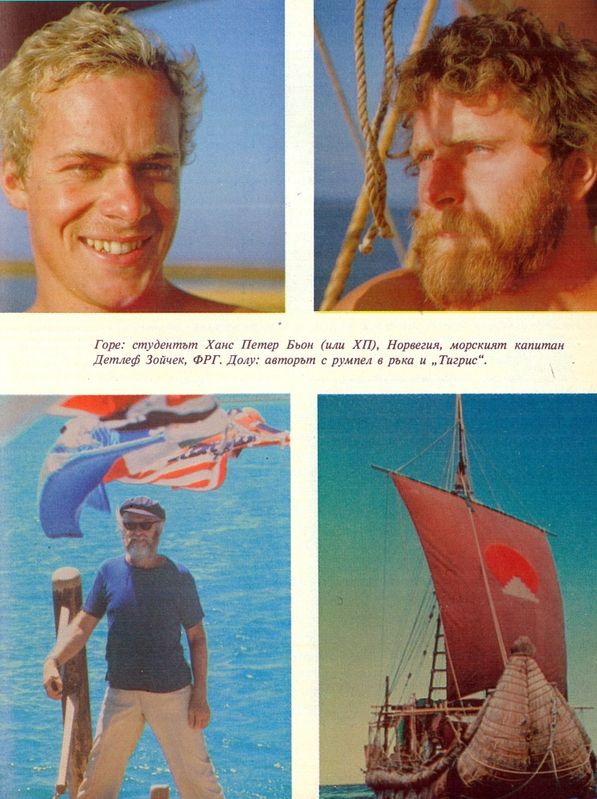 Горе: студентът Ханс Петер Бьон (или ХП), Норвегия, морският капитан
Детлеф Зойчек, ФРГ. Долу: авторът с румпел в ръка и „Тигрис“.